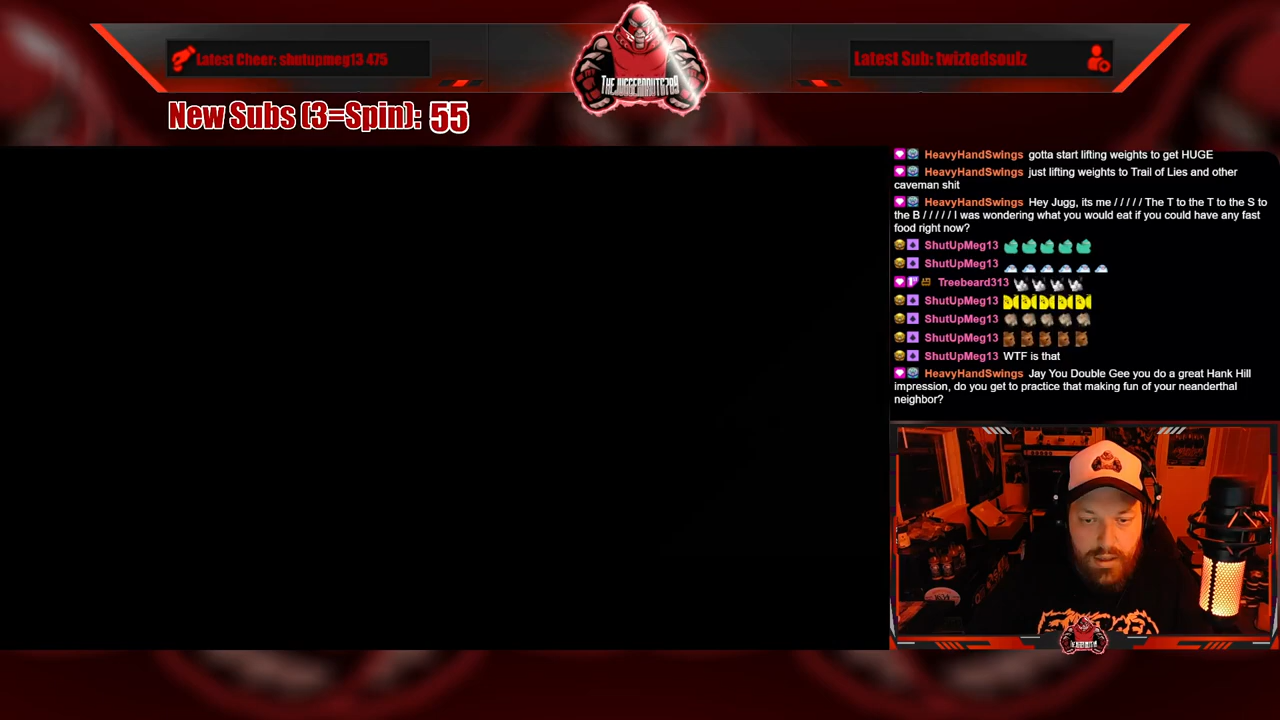 Latest Cheer: shutupmeg13 475
Latest Sub: twiztedsoulz
THEJUGGERNAUT6789
New Subs (3=Spin): 55
HeavyHandSwings gotta start lifting weights to get HUGE
HeavyHandSwings just lifting weights to Trail of Lies and other
caveman shit
HeavyHandSwings Hey Jugg, its me / / / / / The T to the T to the S to
the B / / / / / I was wondering what you would eat if you could have any fast
food right now?
ShutUpMeg13
ShutUpMeg13
Treebeard313
ShutUpMeg13
ShutUpMeg13
ShutUpMeg13
ShutUpMeg13 WTF is that
HeavyHandSwings Jay You Double Gee you do a great Hank Hill
impression, do you get to practice that making fun of your neanderthal
neighbor?